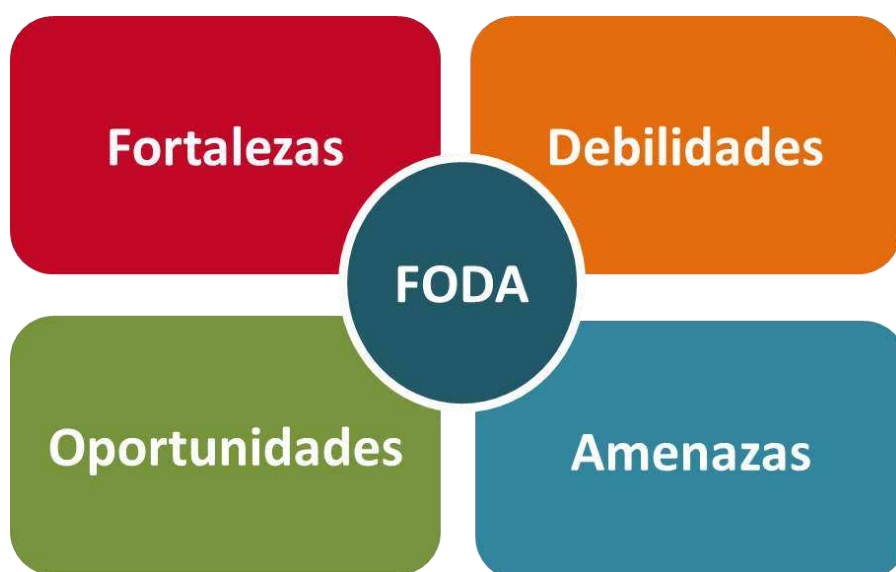 Fortalezas
Debilidades
FODA
Oportunidades
Amenazas